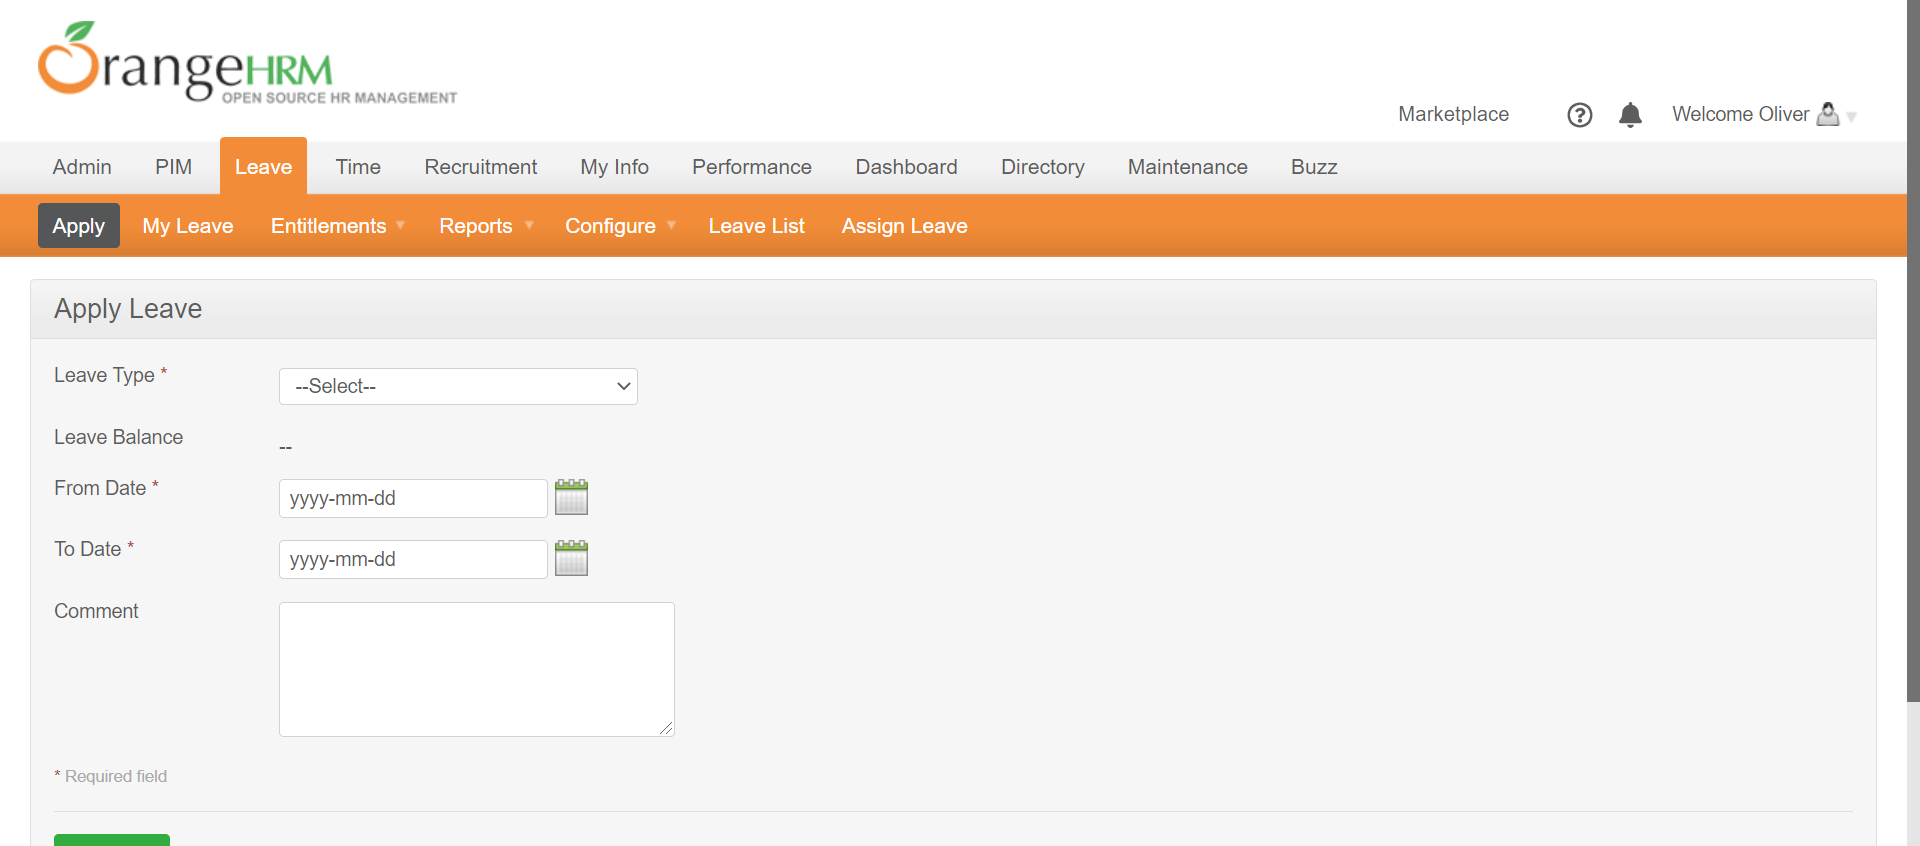 OrangeHRM
OPEN SOURCE HR MANAGEMENT
Marketplace ? Welcome Oliver
Admin PIM Leave Time Recruitment My Info Performance Dashboard Directory Maintenance Buzz
Apply My Leave Entitlements Reports Configure Leave List Assign Leave
Apply Leave
Leave Type * --Select--
Leave Balance --
From Date * yyyy-mm-dd
To Date * yyyy-mm-dd
Comment
* Required field